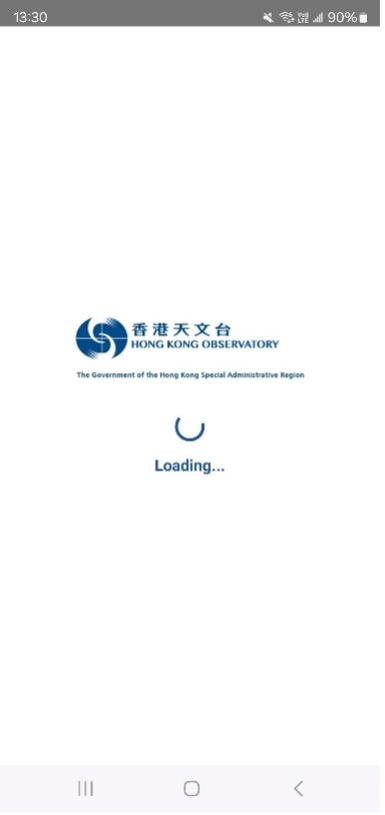 13:30 90%
香港天文台
HONG KONG OBSERVATORY
The Government of the Hong Kong Special Administrative Region
Loading...